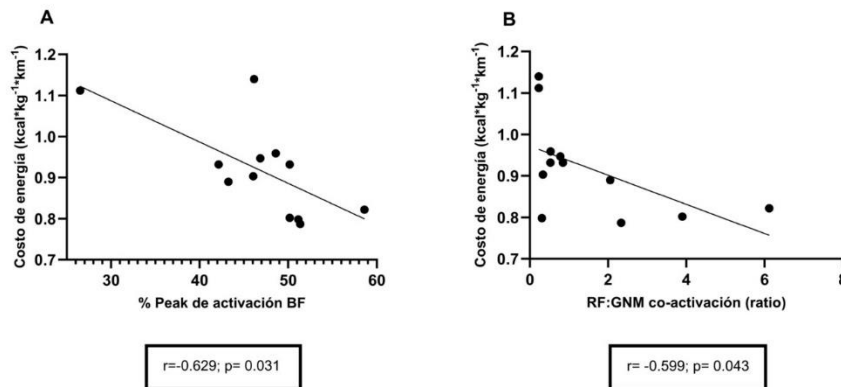 A
Costo de energía (kcal*kg⁻¹*km⁻¹)
1.2
1.1
1.0
0.9
0.8
0.7
30 40 50 60
% Peak de activación BF
r=-0.629; p= 0.031
B
Costo de energía (kcal*kg⁻¹*km⁻¹)
1.2
1.1
1.0
0.9
0.8
0.7
0 2 4 6 8
RF:GNM co-activación (ratio)
r= -0.599; p= 0.043